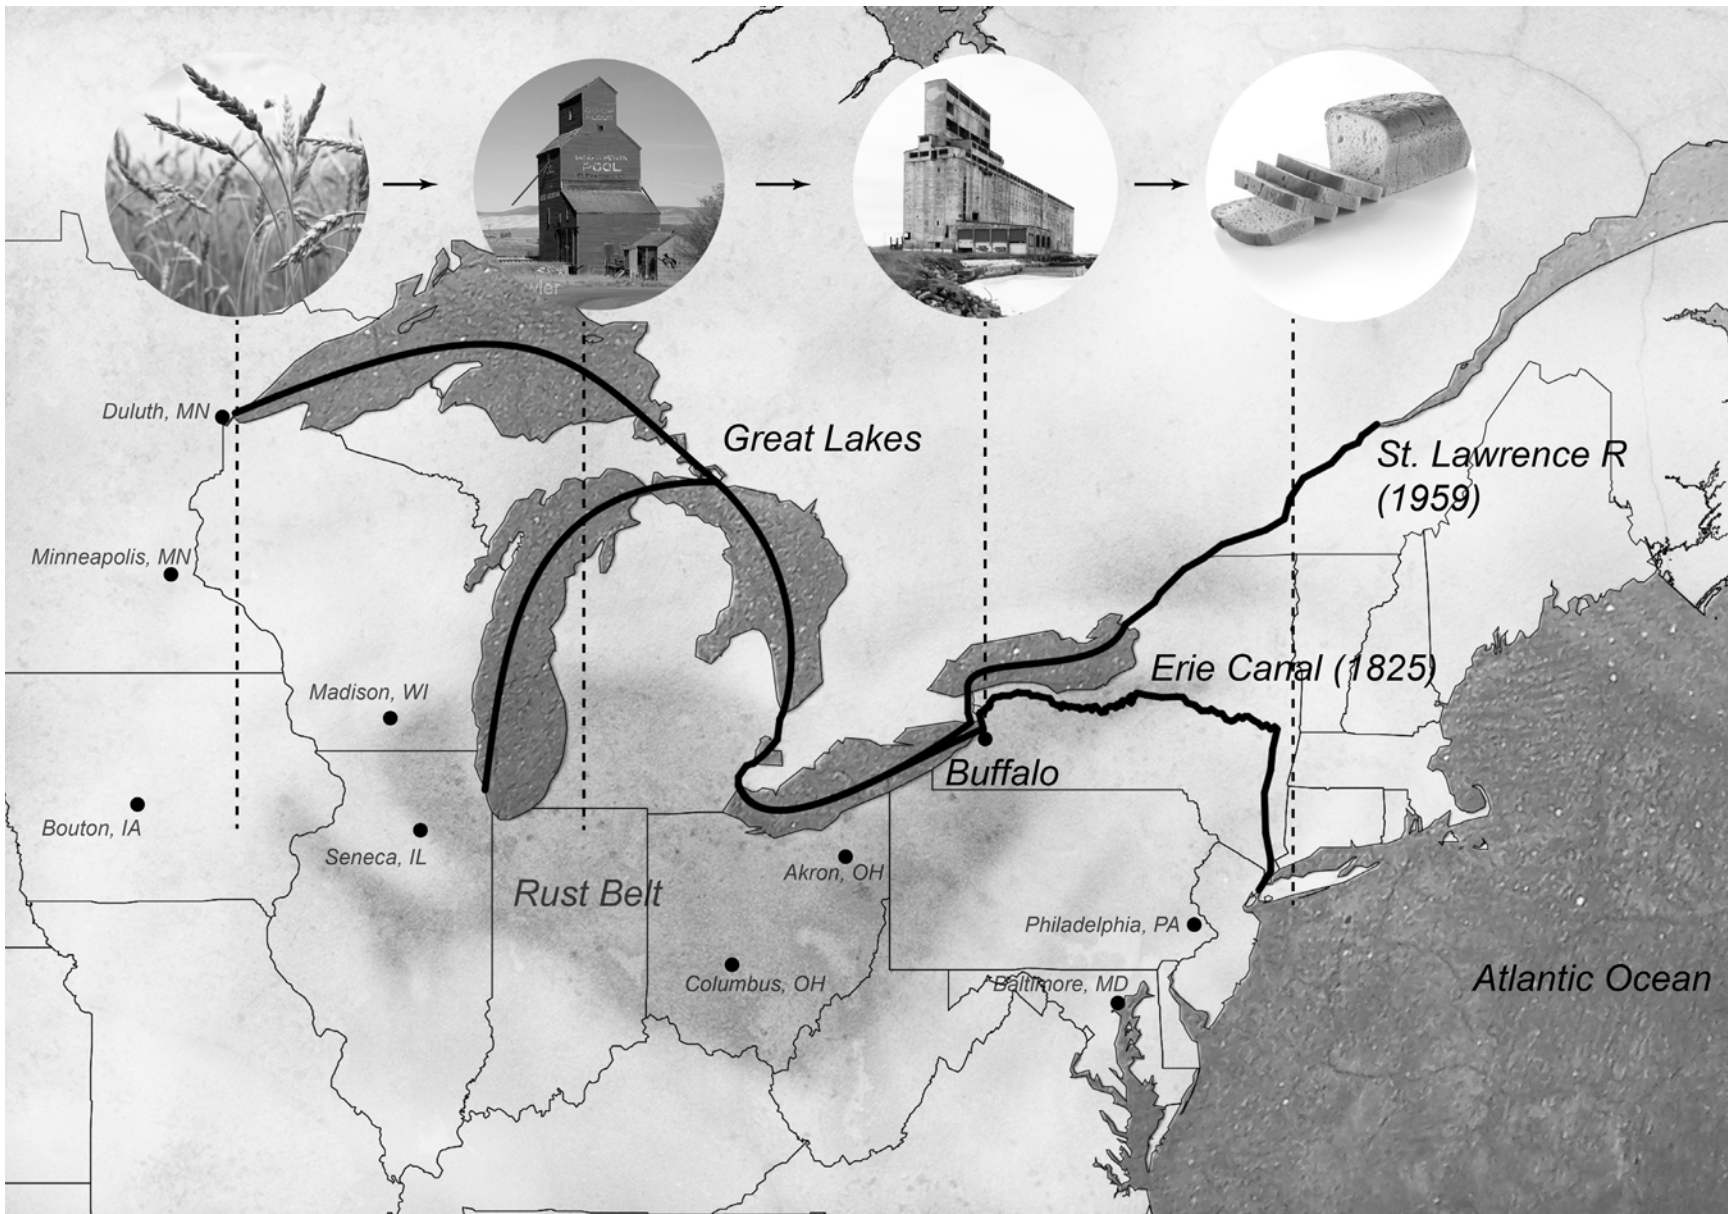 POOL
wler
Duluth, MN
Great Lakes
St. Lawrence R
(1959)
Minneapolis, MN
Erie Canal (1825)
Madison, WI
Buffalo
Bouton, IA
Seneca, IL
Akron, OH
Rust Belt
Philadelphia, PA
Columbus, OH
Baltimore, MD
Atlantic Ocean